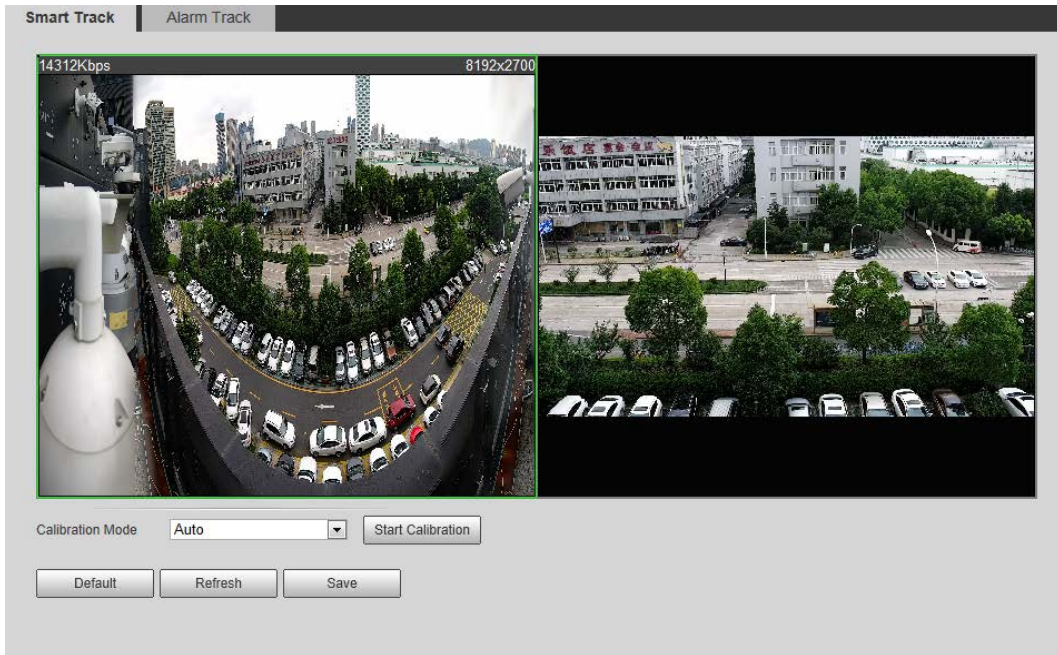 Smart Track
Alarm Track
14312Kbps
8192x2700
Calibration Mode
Auto
Start Calibration
Default
Refresh
Save